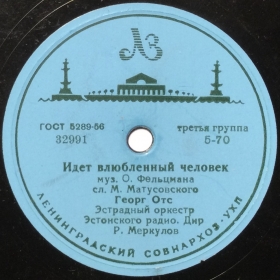 ЛЗ
ГОСТ 5289-56
третья группа
32991
5-70
Идет влюбленный человек
муз. О. Фельцмана
сл. М. Матусовского
Георг Отс
Эстрадный оркестр
Эстонского радио. Дир
Р. Меркулов
ЛЕНИНГРАДСКИЙ СОВНАРХОЗ·УХП